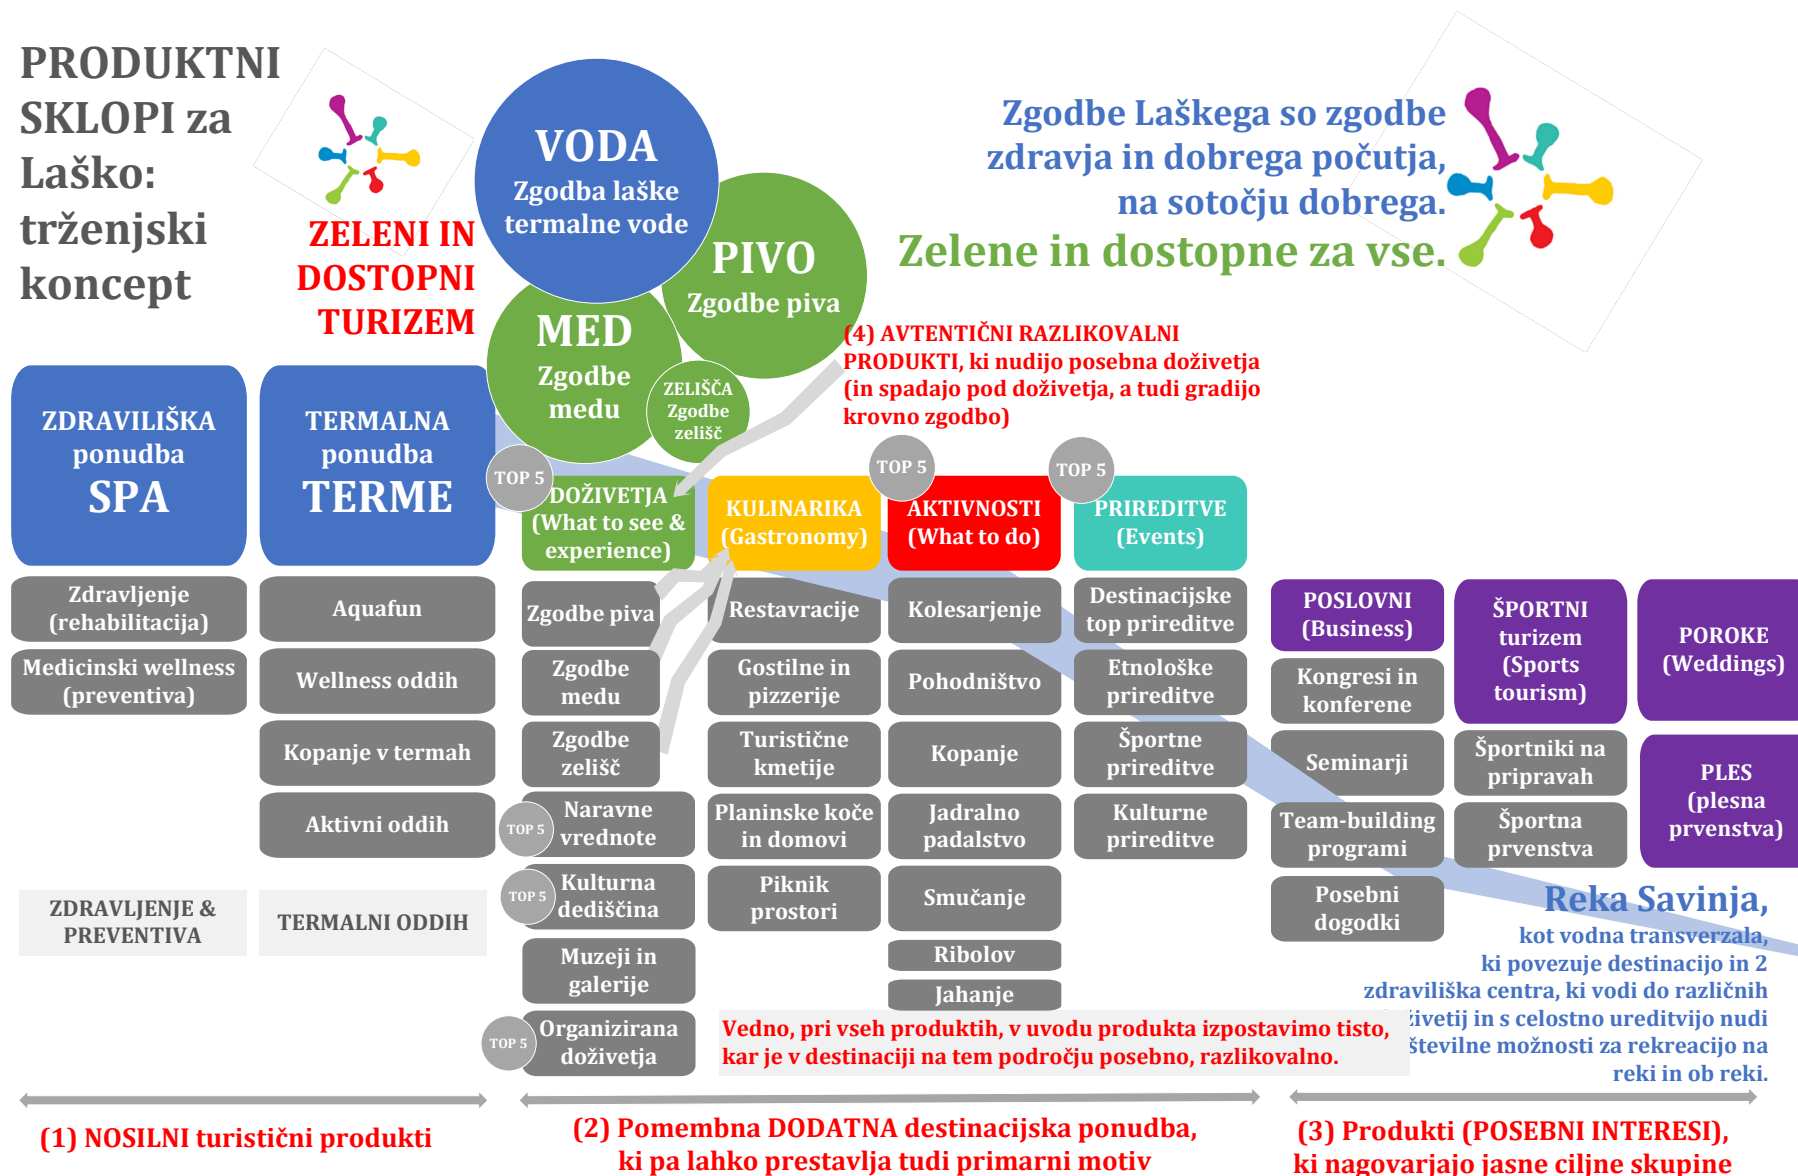 PRODUKTNI
SKLOPI za
Laško:
trženjski
koncept
ZELENI IN
DOSTOPNI
TURIZEM
VODA
Zgodba laške
termalne vode
PIVO
Zgodbe piva
MED
Zgodbe
medu
ZELIŠČA
Zgodbe
zelišč
Zgodbe Laškega so zgodbe
zdravja in dobrega počutja,
na sotočju dobrega.
Zelene in dostopne za vse.
(4) AVTENTIČNI RAZLIKOVALNI
PRODUKTI, ki nudijo posebna doživetja
(in spadajo pod doživetja, a tudi gradijo
krovno zgodbo)
ZDRAVILIŠKA
ponudba
SPA
Zdravljenje
(rehabilitacija)
Medicinski wellness
(preventiva)
ZDRAVLJENJE &
PREVENTIVA
TERMALNA
ponudba
TERME
Aquafun
Wellness oddih
Kopanje v termah
Aktivni oddih
TERMALNI ODDIH
TOP 5
DOŽIVETJA
(What to see &
experience)
Zgodbe piva
Zgodbe
medu
Zgodbe
zelišč
TOP 5
Naravne
vrednote
TOP 5
Kulturna
dediščina
Muzeji in
galerije
TOP 5
Organizirana
doživetja
KULINARIKA
(Gastronomy)
Restavracije
Gostilne in
pizzerije
Turistične
kmetije
Planinske koče
in domovi
Piknik
prostori
TOP 5
AKTIVNOSTI
(What to do)
Kolesarjenje
Pohodništvo
Kopanje
Jadralno
padalstvo
Smučanje
Ribolov
Jahanje
TOP 5
PRIREDITVE
(Events)
Destinacijske
top prireditve
Etnološke
prireditve
Športne
prireditve
Kulturne
prireditve
POSLOVNI
(Business)
Kongresi in
konferene
Seminarji
Team-building
programi
Posebni
dogodki
ŠPORTNI
turizem
(Sports
tourism)
Športniki na
pripravah
Športna
prvenstva
POROKE
(Weddings)
PLES
(plesna
prvenstva)
Reka Savinja,
kot vodna transverzala,
ki povezuje destinacijo in 2
zdraviliška centra, ki vodi do različnih
živetij in s celostno ureditvijo nudi
številne možnosti za rekreacijo na
reki in ob reki.
Vedno, pri vseh produktih, v uvodu produkta izpostavimo tisto,
kar je v destinaciji na tem področju posebno, razlikovalno.
(1) NOSILNI turistični produkti
(2) Pomembna DODATNA destinacijska ponudba,
ki pa lahko prestavlja tudi primarni motiv
(3) Produkti (POSEBNI INTERESI),
ki nagovarjajo jasne ciljne skupine